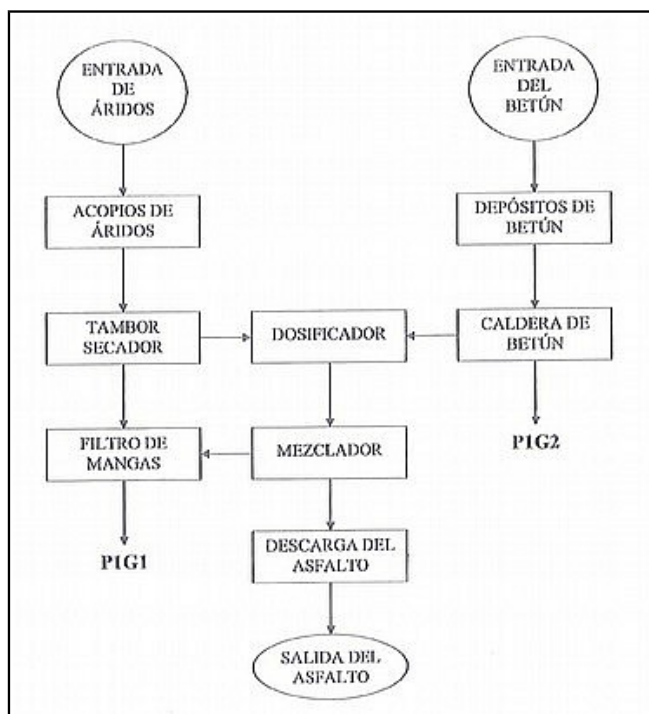 ENTRADA
DE
ÁRIDOS
ENTRADA
DEL
BETÚN
ACOPIOS DE
ÁRIDOS
DEPÓSITOS DE
BETÚN
TAMBOR
SECADOR
DOSIFICADOR
CALDERA DE
BETÚN
FILTRO DE
MANGAS
MEZCLADOR
P1G2
P1G1
DESCARGA DEL
ASFALTO
SALIDA DEL
ASFALTO